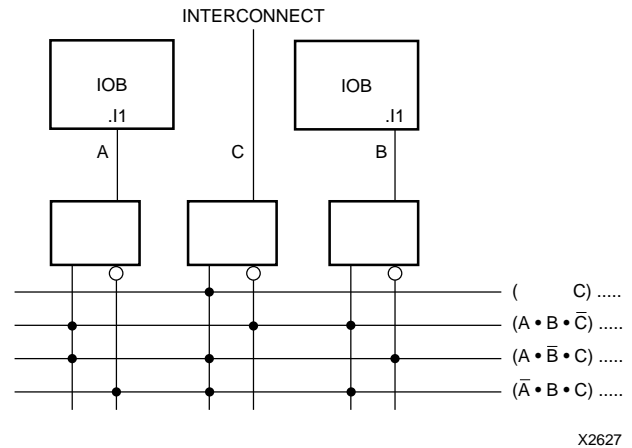 INTERCONNECT
IOB
IOB
.I1
.I1
A
C
B
( C) .....
(A • B • C̅) .....
(A • B̅ • C) .....
(A̅ • B • C) .....
X2627